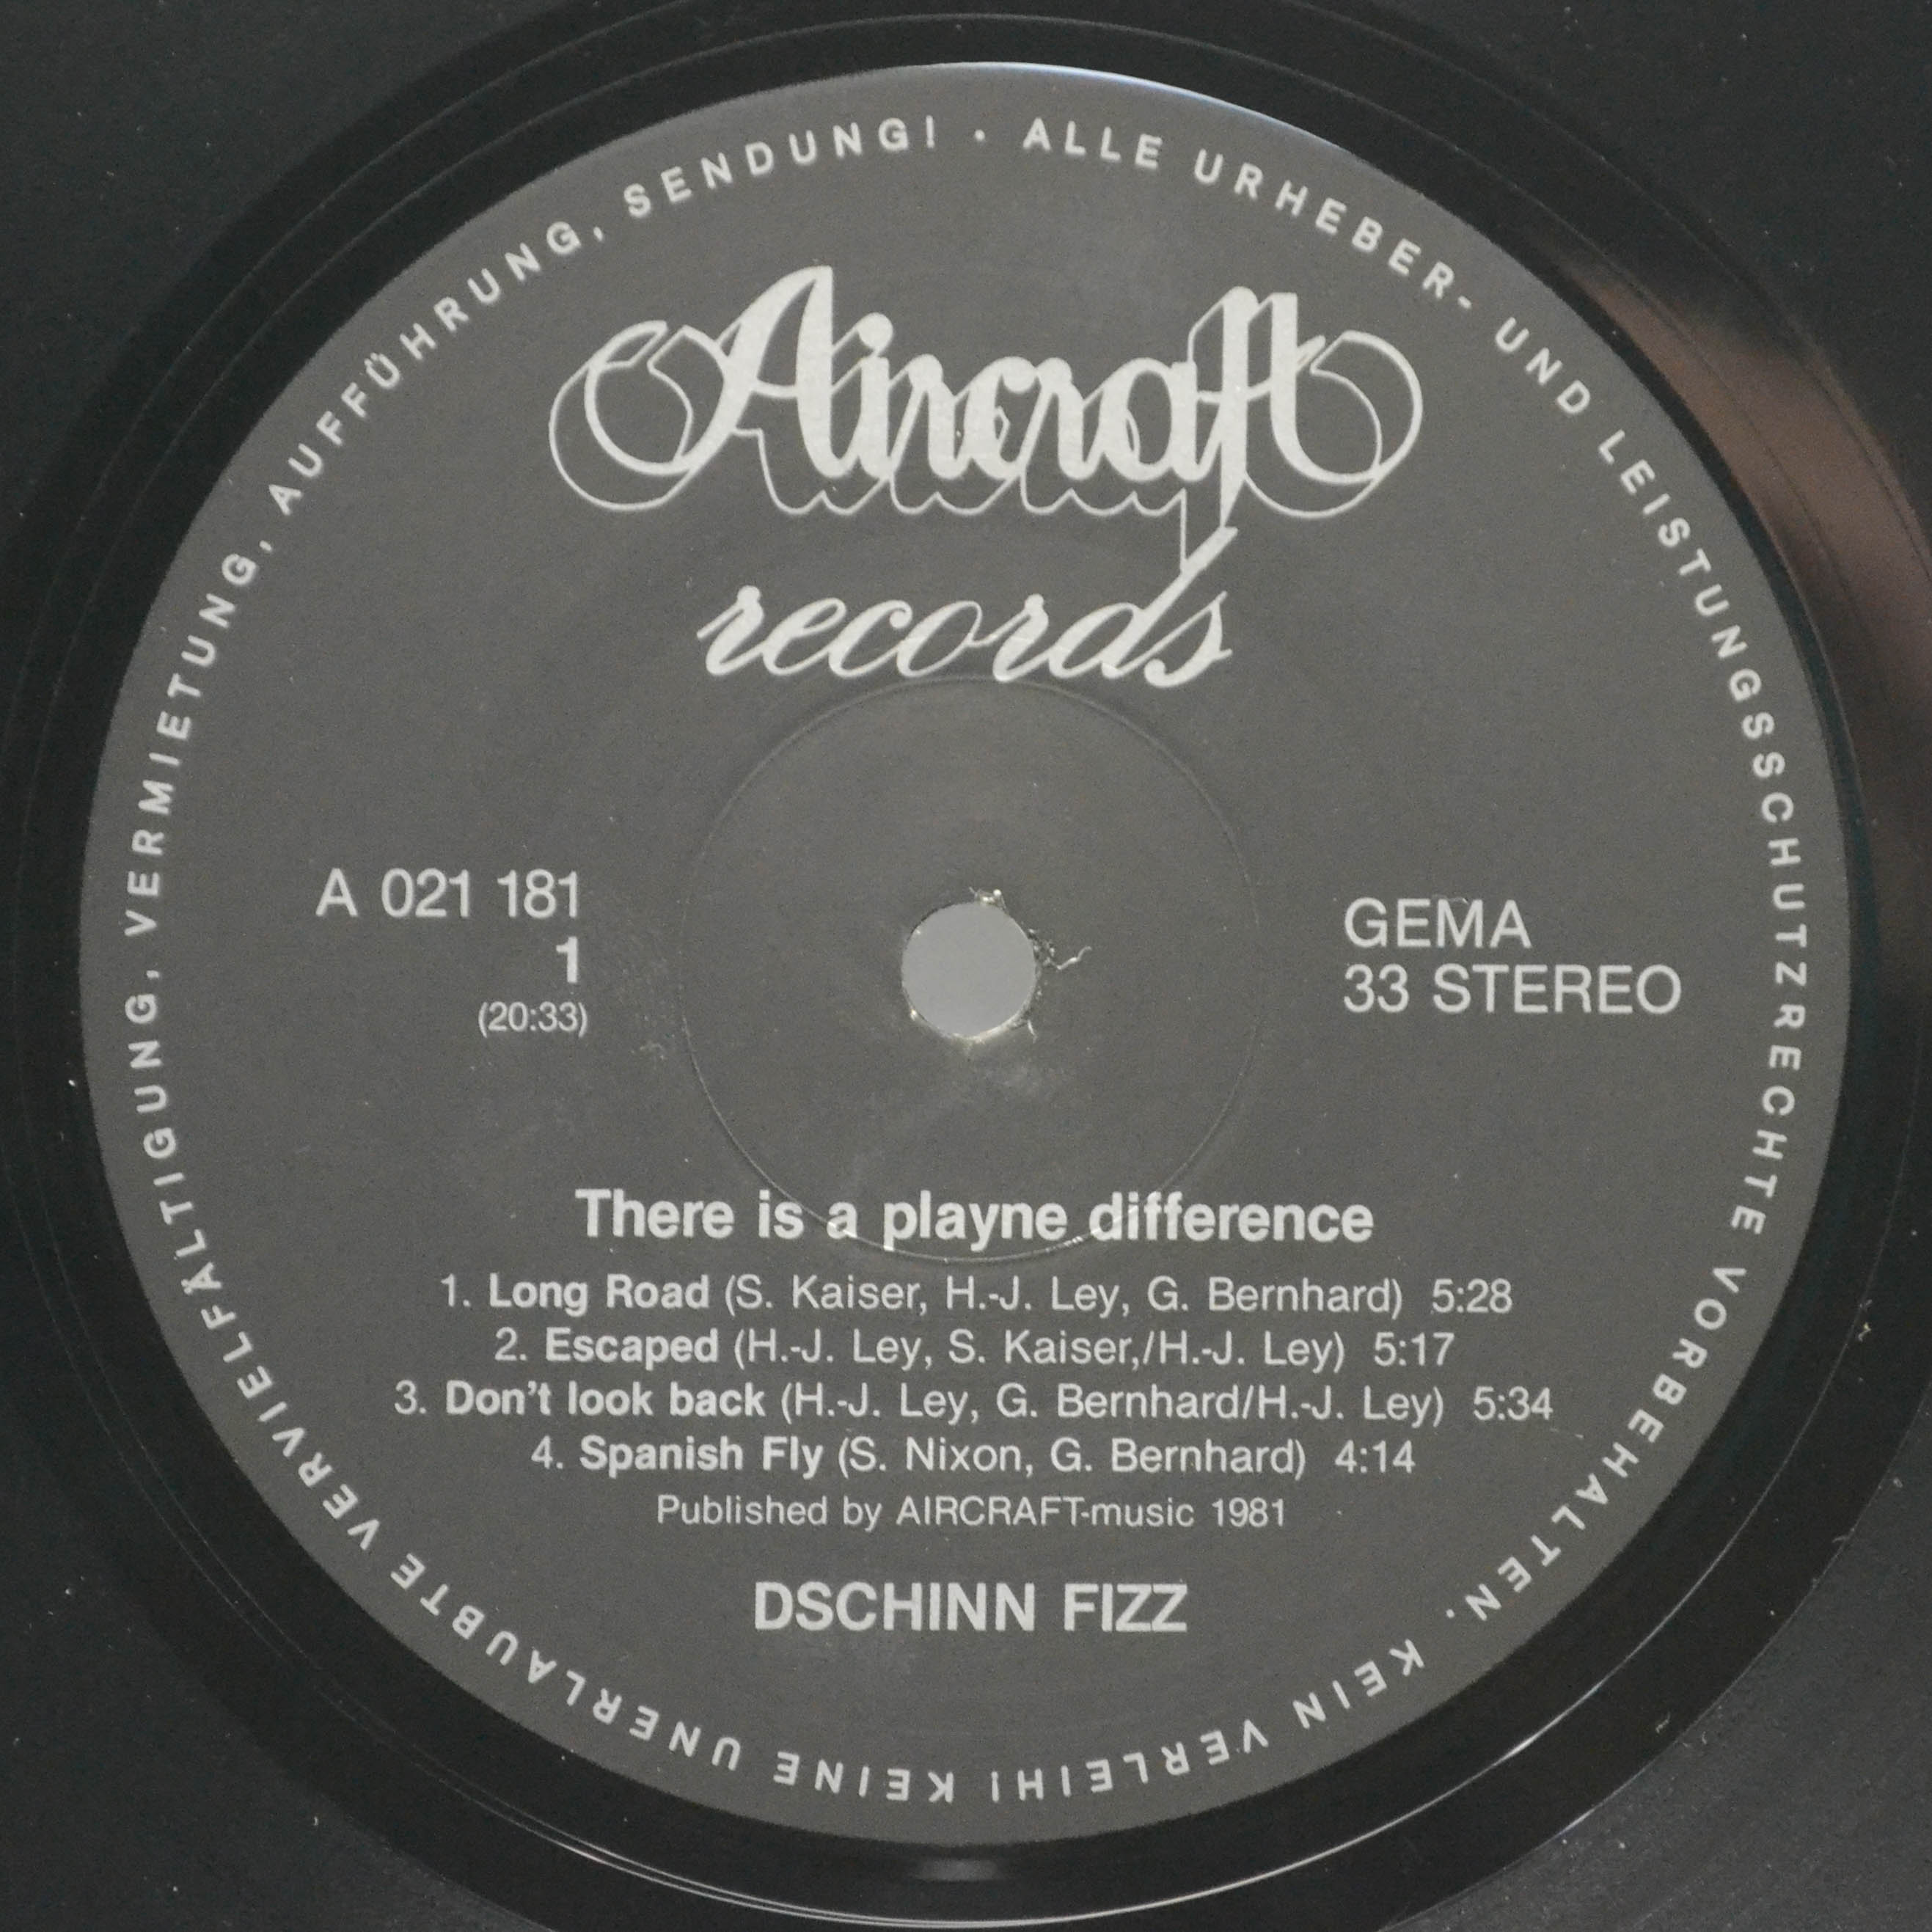 Aircraft
records
A 021 181
1
(20:33)
GEMA
33 STEREO
There is a playne difference
1. Long Road (S. Kaiser, H.-J. Ley, G. Bernhard) 5:28
2. Escaped (H.-J. Ley, S. Kaiser,/H.-J. Ley) 5:17
3. Don't look back (H.-J. Ley, G. Bernhard/H.-J. Ley) 5:34
4. Spanish Fly (S. Nixon, G. Bernhard) 4:14
Published by AIRCRAFT-music 1981
DSCHINN FIZZ
· ALLE URHEBER- UND LEISTUNGSSCHUTZRECHTE VORBEHALTEN. KEIN VERLEIH! KEINE UNERLAUBTE VERVIELFÄLTIGUNG, VERMIETUNG, AUFFÜHRUNG, SENDUNG!